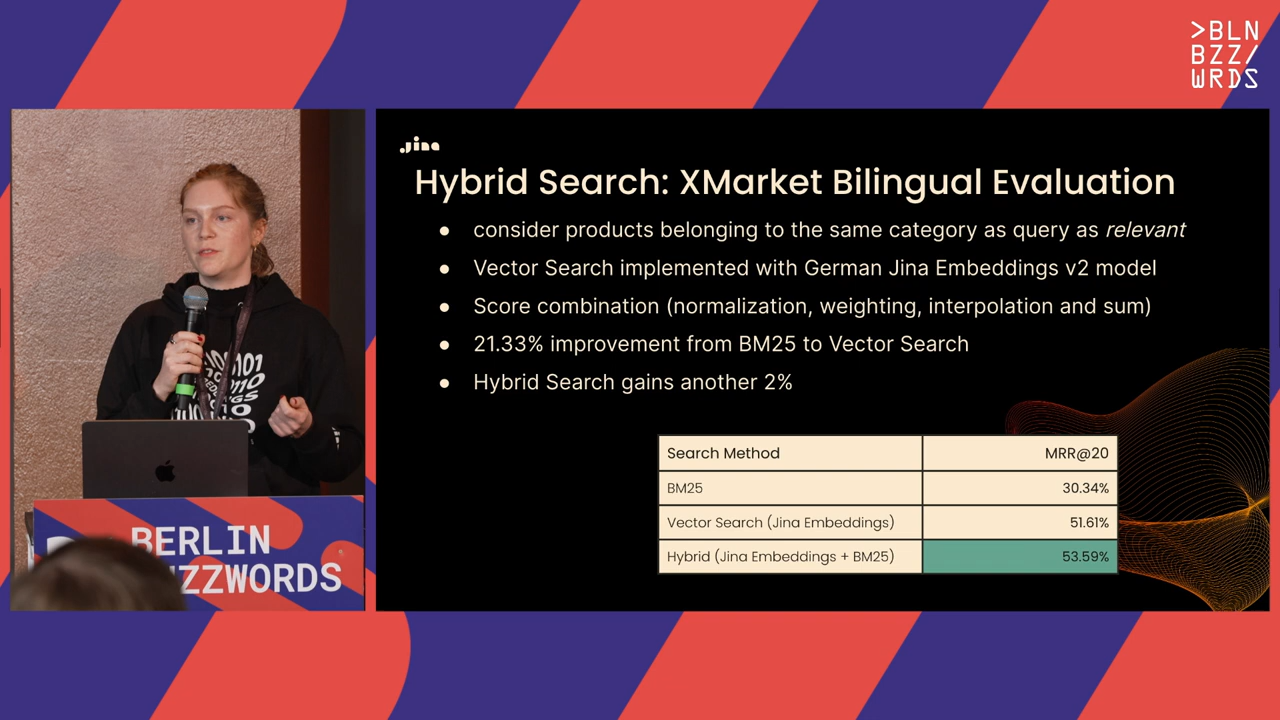 >BLN
BZZ/
WRDS
Jina
Hybrid Search: XMarket Bilingual Evaluation
● consider products belonging to the same category as query as relevant
● Vector Search implemented with German Jina Embeddings v2 model
● Score combination (normalization, weighting, interpolation and sum)
● 21.33% improvement from BM25 to Vector Search
● Hybrid Search gains another 2%
Search Method MRR@20
BM25 30.34%
Vector Search (Jina Embeddings) 51.61%
Hybrid (Jina Embeddings + BM25) 53.59%
BERLIN
ZZWORDS